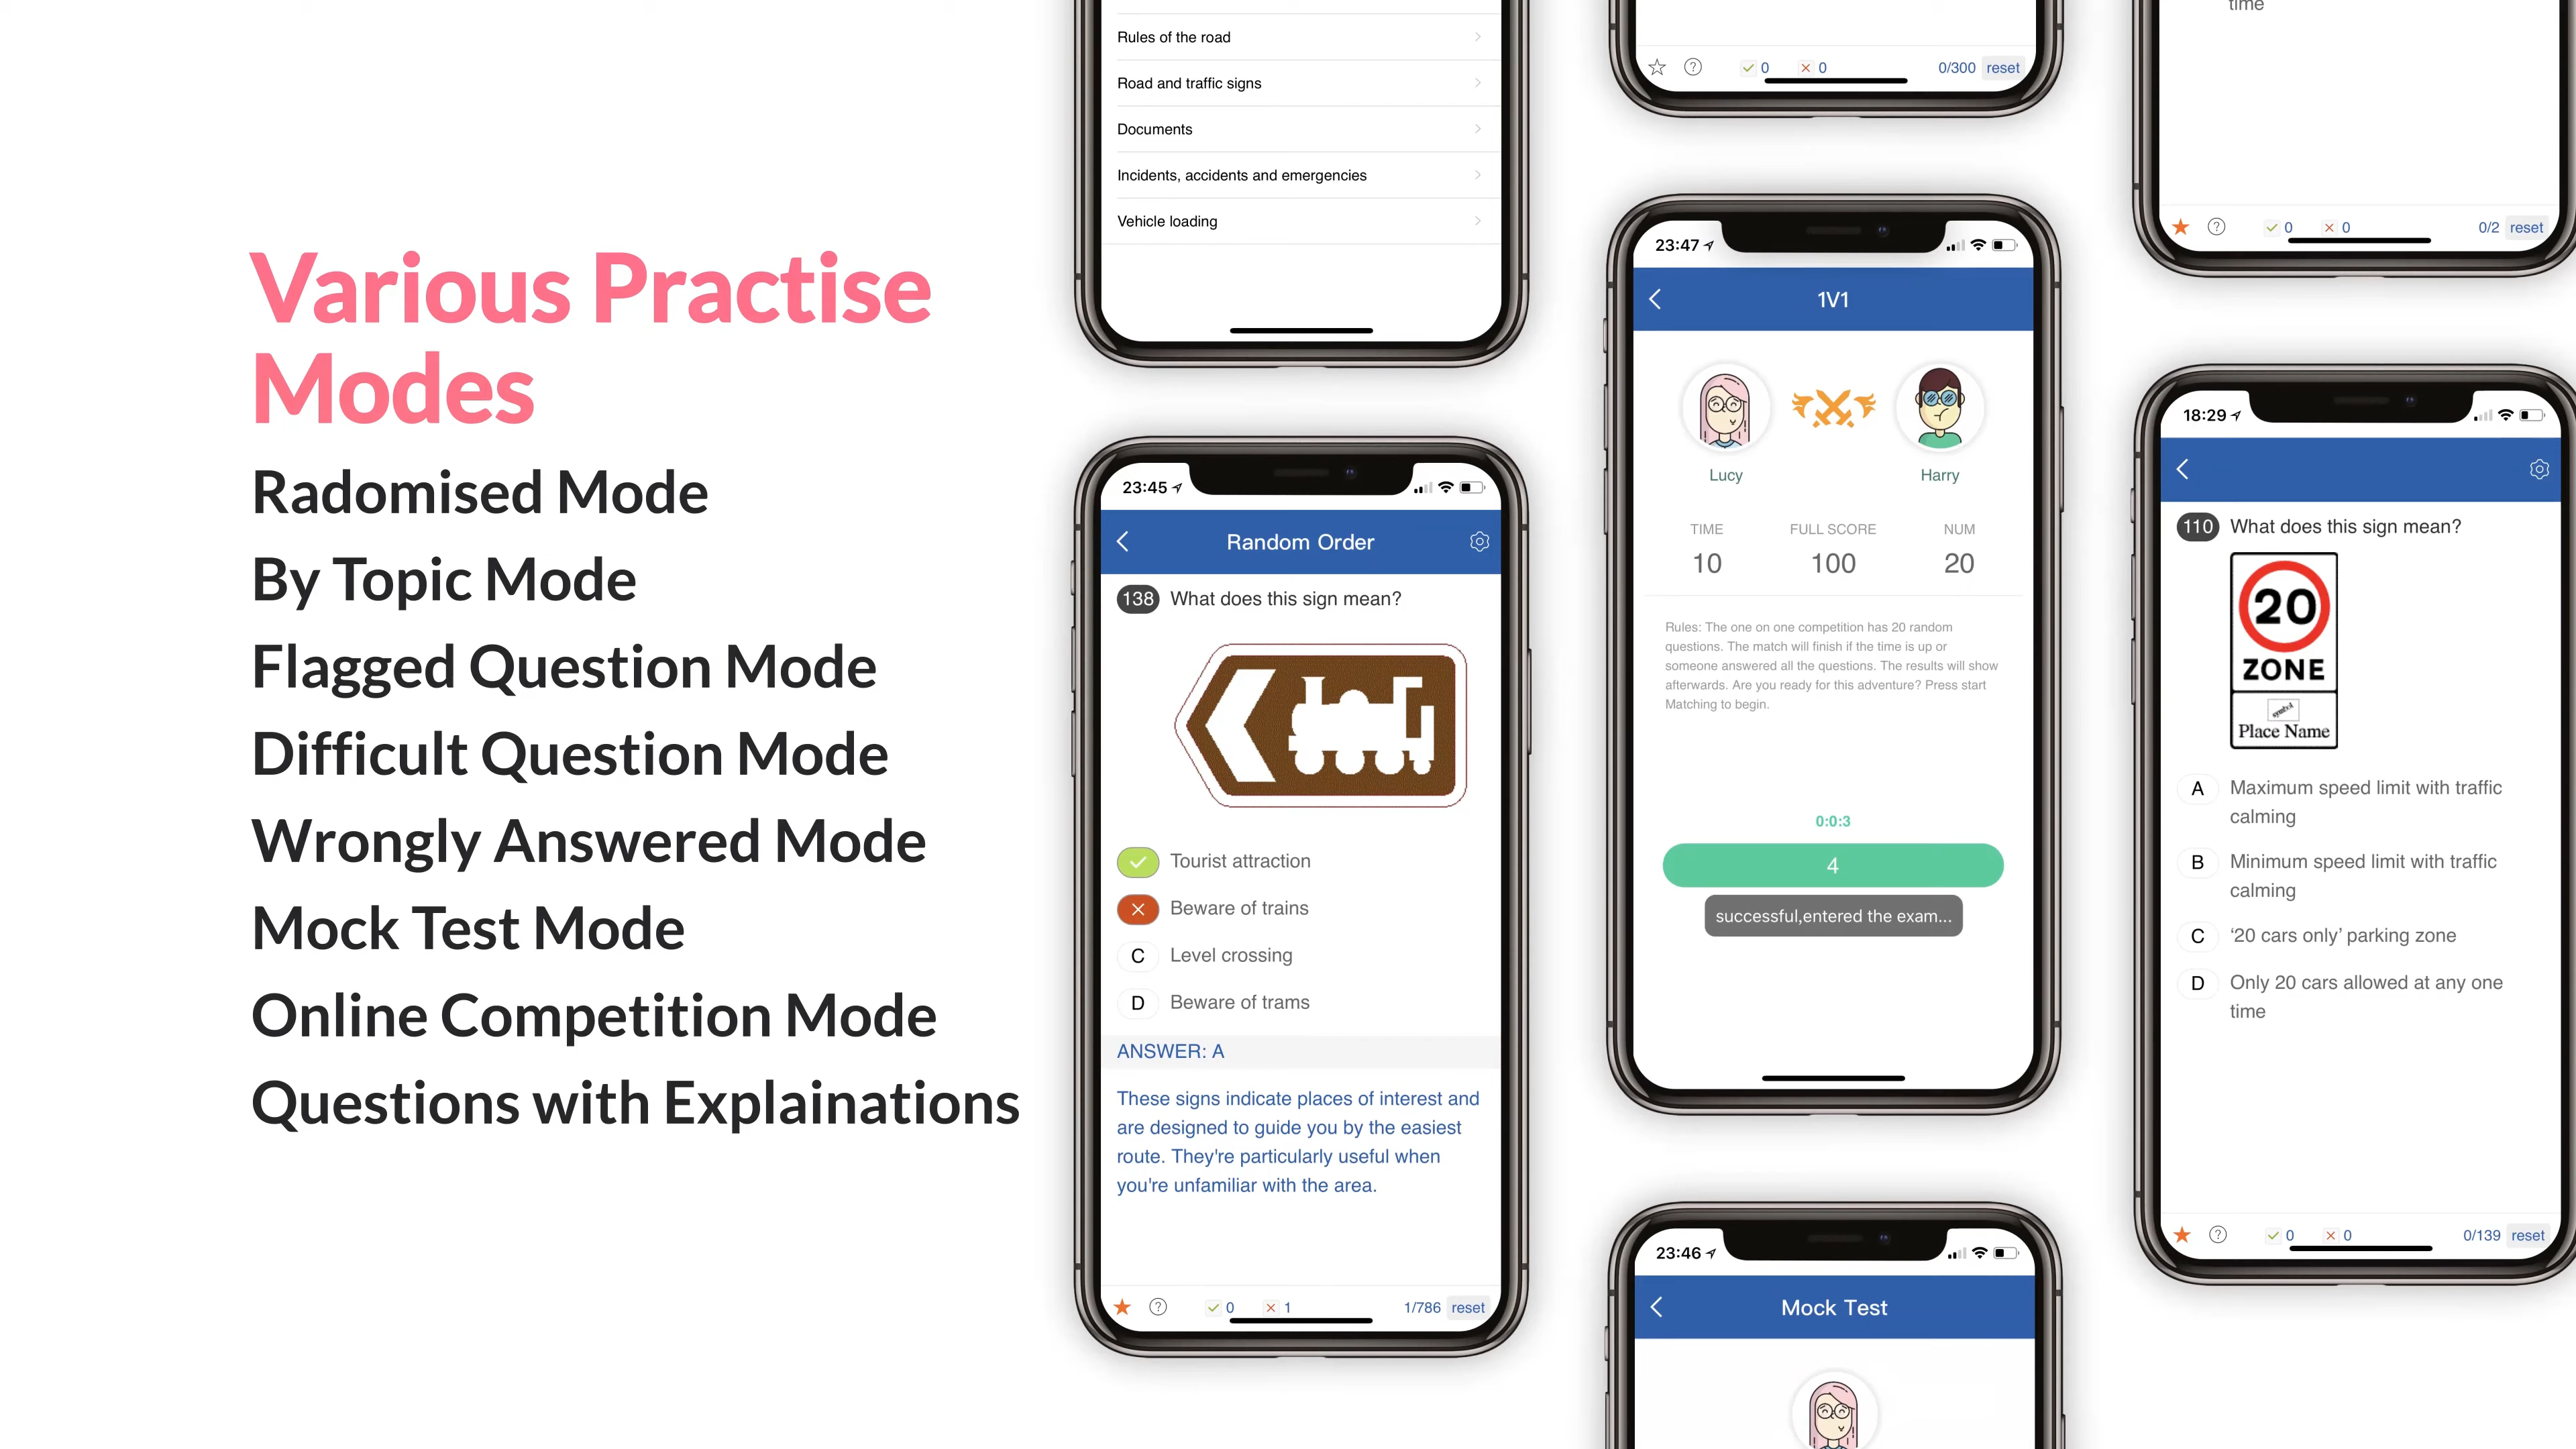 Various Practise
Modes
Radomised Mode
By Topic Mode
Flagged Question Mode
Difficult Question Mode
Wrongly Answered Mode
Mock Test Mode
Online Competition Mode
Questions with Explainations
Rules of the road
Road and traffic signs
Documents
Incidents, accidents and emergencies
Vehicle loading
23:45
Random Order
138 What does this sign mean?
Tourist attraction
Beware of trains
C Level crossing
D Beware of trams
ANSWER: A
These signs indicate places of interest and
are designed to guide you by the easiest
route. They're particularly useful when
you're unfamiliar with the area.
0 1 1/786 reset
0 0 0/300 reset
23:47
1V1
Lucy Harry
TIME FULL SCORE NUM
10 100 20
Rules: The one on one competition has 20 random
questions. The match will finish if the time is up or
someone answered all the questions. The results will show
afterwards. Are you ready for this adventure? Press start
Matching to begin.
0:0:3
4
successful,entered the exam...
23:46
Mock Test
time
0 0 0/2 reset
18:29
110 What does this sign mean?
20
ZONE
symbol
Place Name
A Maximum speed limit with traffic
calming
B Minimum speed limit with traffic
calming
C ‘20 cars only’ parking zone
D Only 20 cars allowed at any one
time
0 0 0/139 reset